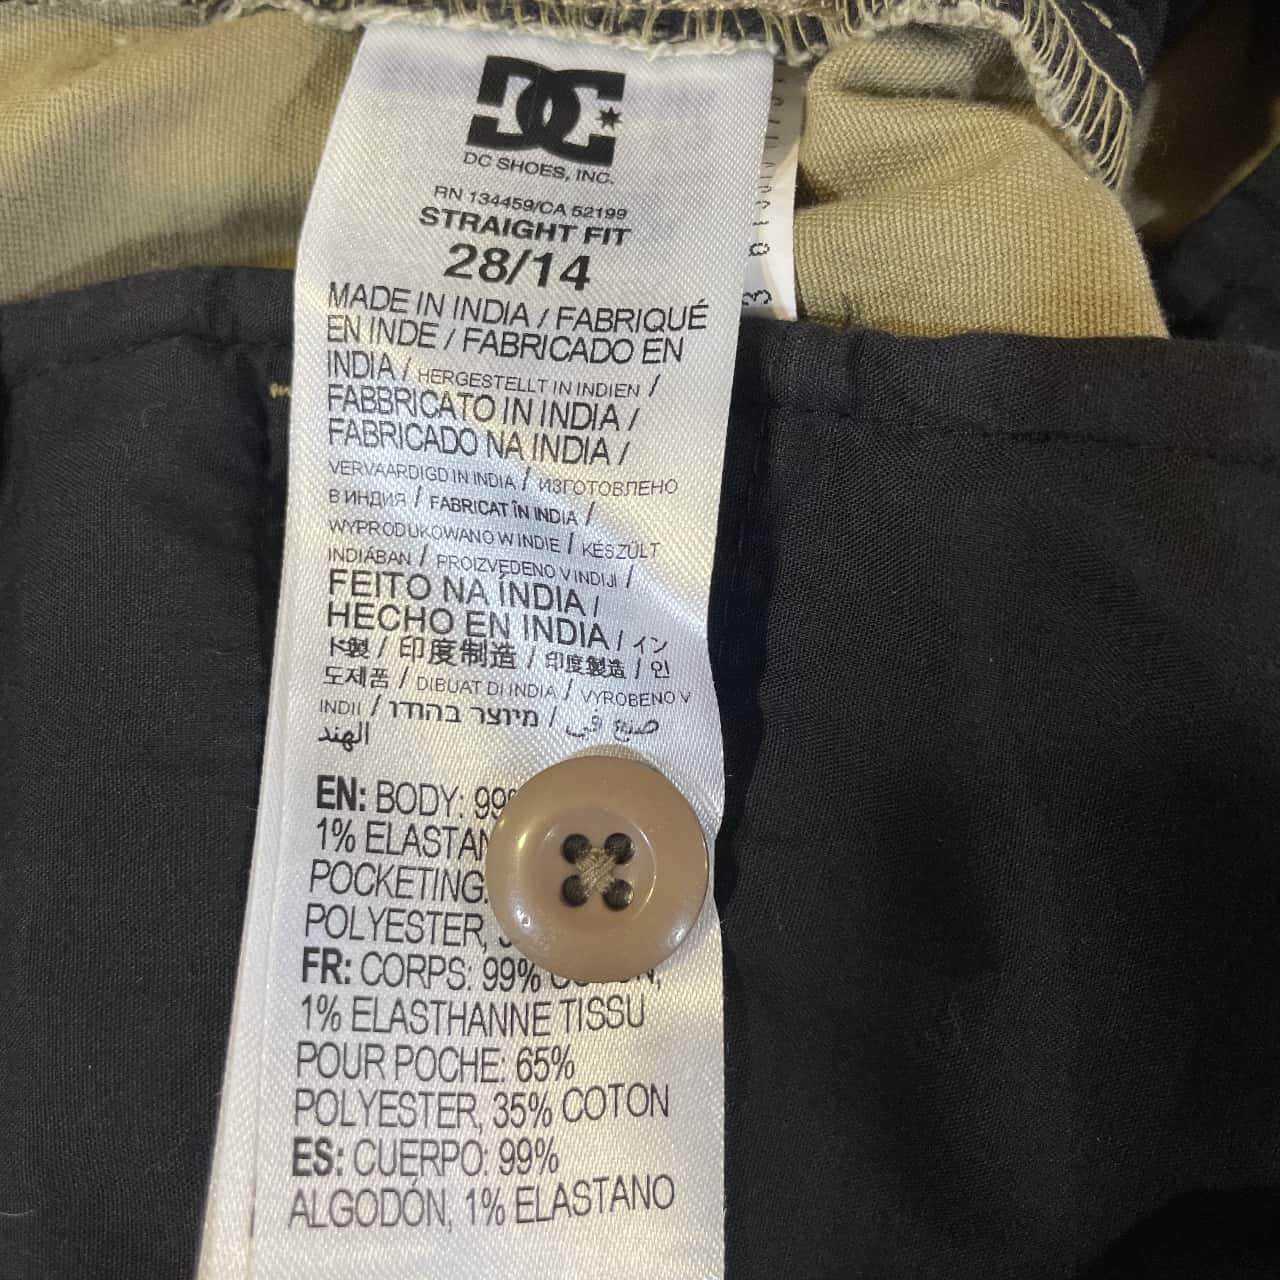 DC
DC SHOES, INC.
RN 134459/CA 52199
STRAIGHT FIT
28/14
MADE IN INDIA / FABRIQUÉ
EN INDE / FABRICADO EN
INDIA / HERGESTELLT IN INDIEN /
FABBRICATO IN INDIA /
FABRICADO NA INDIA /
VERVAARDIGD IN INDIA / ИЗГОТОВЛЕНО
В ИНДИЯ / FABRICAT ÎN INDIA /
WYPRODUKOWANO W INDIE / KÉSZÜLT
INDIÁBAN / PROIZVEDENO V INDIJI /
FEITO NA ÍNDIA /
HECHO EN INDIA / イン
ド製 / 印度制造 / 印度製造 / 인
도제품 / DIBUAT DI INDIA / VYROBENO V
INDII / מיוצר בהודו / صنع في
الهند
EN: BODY: 99%
1% ELASTAN
POCKETING:
POLYESTER,
FR: CORPS: 99% COTON,
1% ELASTHANNE TISSU
POUR POCHE: 65%
POLYESTER, 35% COTON
ES: CUERPO: 99%
ALGODÓN, 1% ELASTANO